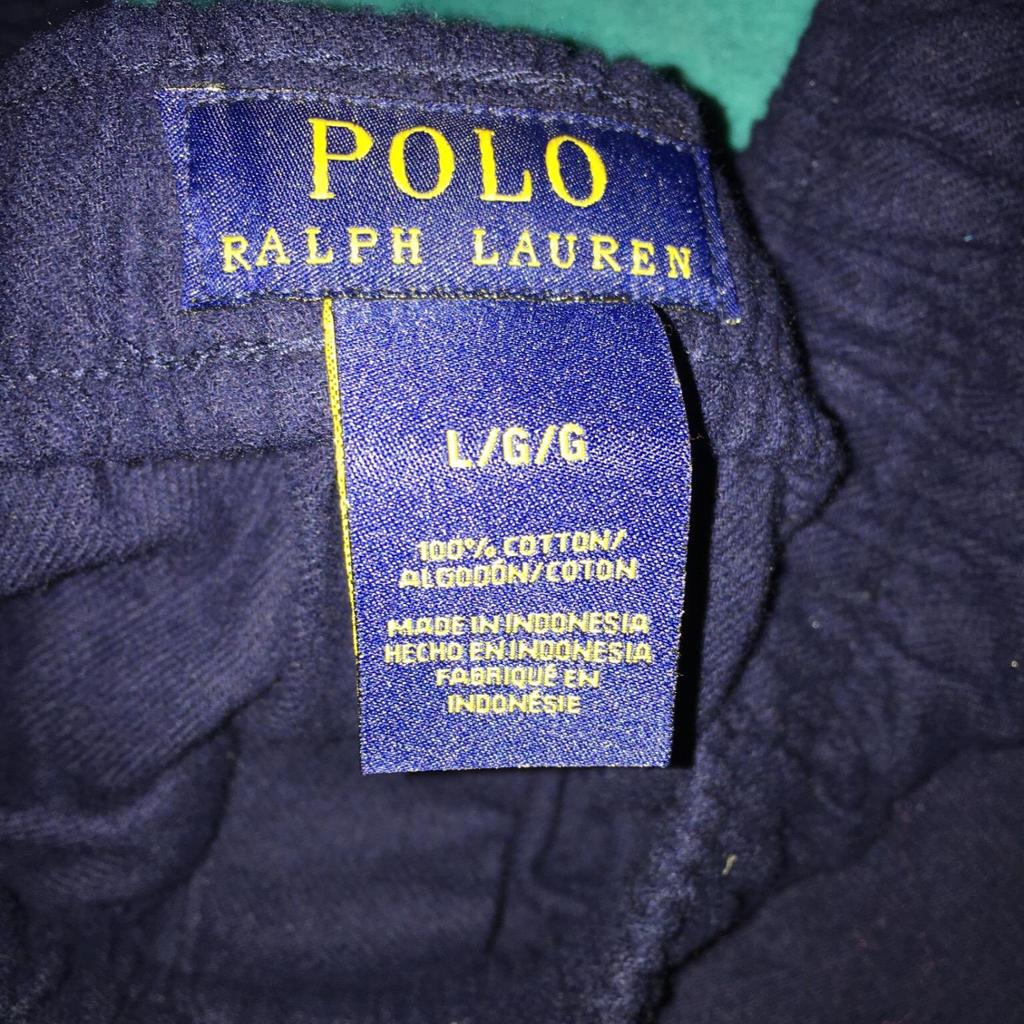 POLO
RALPH LAUREN
L/G/G
100% COTTON/
ALGODÓN/COTON
MADE IN INDONESIA
HECHO EN INDONESIA
FABRIQUÉ EN
INDONÉSIE